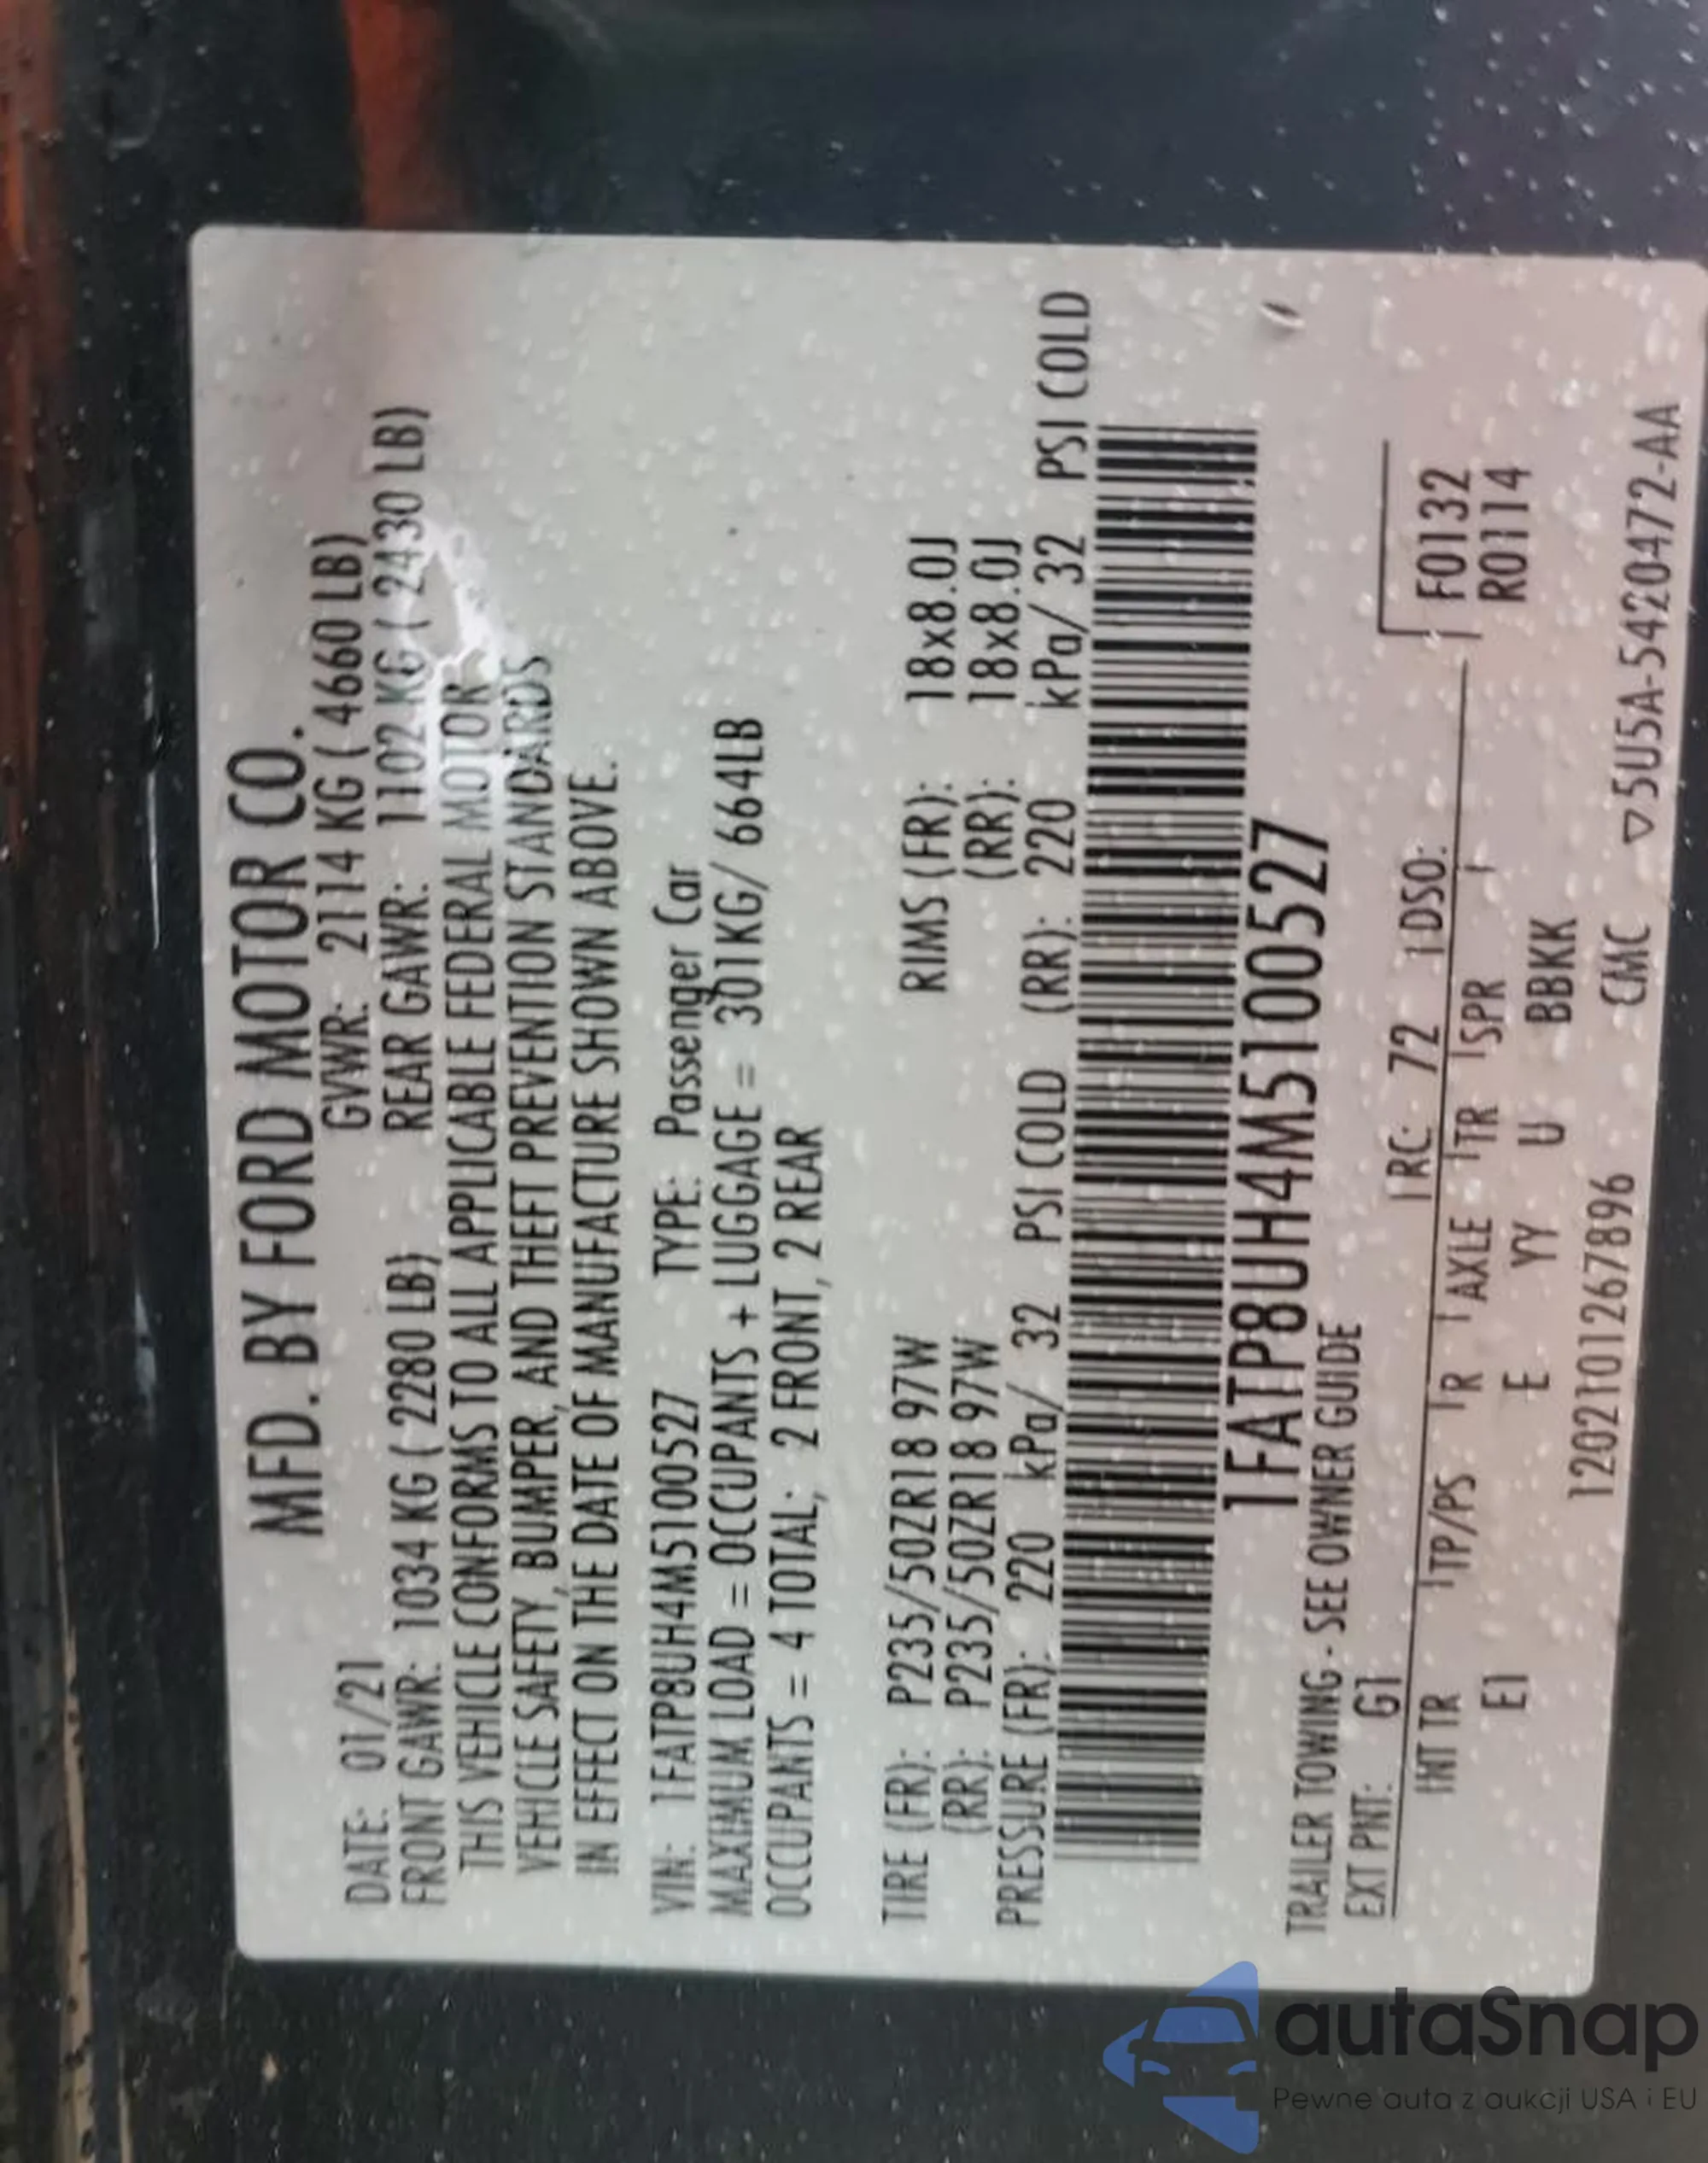 MFD. BY FORD MOTOR CO.
DATE: 01/21 GVWR: 2114 KG ( 4660 LB)
FRONT GAWR: 1034 KG ( 2280 LB) REAR GAWR: 1102 KG ( 2430 LB)
THIS VEHICLE CONFORMS TO ALL APPLICABLE FEDERAL MOTOR
VEHICLE SAFETY, BUMPER, AND THEFT PREVENTION STANDARDS
IN EFFECT ON THE DATE OF MANUFACTURE SHOWN ABOVE.
VIN: 1FATP8UH4M5100527 TYPE: Passenger Car
MAXIMUM LOAD = OCCUPANTS + LUGGAGE = 301KG/ 664LB
OCCUPANTS = 4 TOTAL; 2 FRONT, 2 REAR
TIRE (FR): P235/50ZR18 97W RIMS (FR): 18x8.0J
(RR): P235/50ZR18 97W (RR): 18x8.0J
PRESSURE (FR): 220 kPa/ 32 PSI COLD (RR): 220 kPa/ 32 PSI COLD
1FATP8UH4M5100527
TRAILER TOWING - SEE OWNER GUIDE
EXT PNT: G1 RC: 72 DSO:
INT TR TP/PS R AXLE TR SPR F0132
E1 E YY U BBKK R0114
1202101267896 CMC ▽5U5A-5420472-AA
autaSnap
Pewne auta z aukcji USA i EU